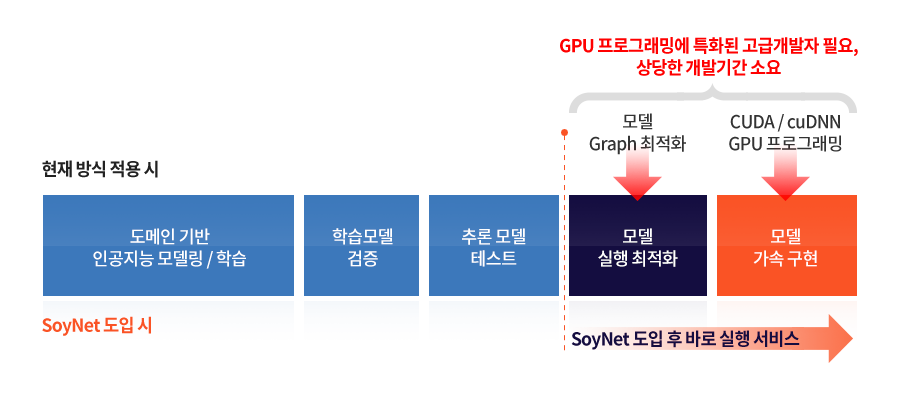 GPU 프로그래밍에 특화된 고급개발자 필요,
상당한 개발기간 소요
모델
Graph 최적화
CUDA / cuDNN
GPU 프로그래밍
현재 방식 적용 시
도메인 기반
인공지능 모델링 / 학습
학습모델
검증
추론 모델
테스트
모델
실행 최적화
모델
가속 구현
SoyNet 도입 시
SoyNet 도입 후 바로 실행 서비스